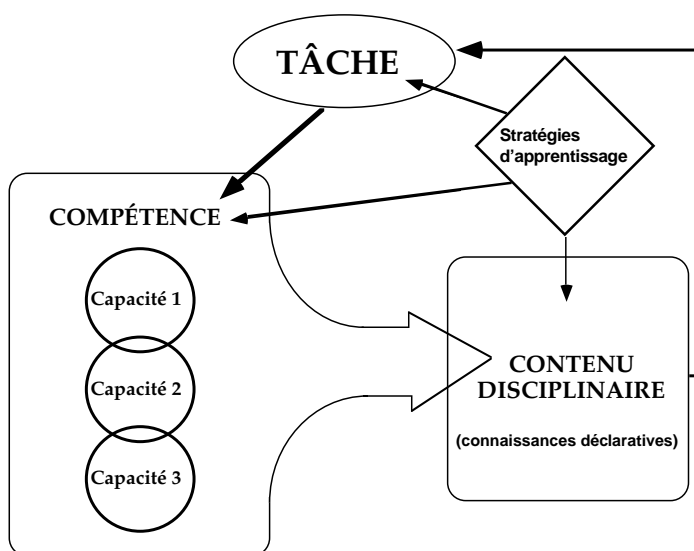 TÂCHE
Stratégies
d'apprentissage
COMPÉTENCE
Capacité 1
Capacité 2
Capacité 3
CONTENU
DISCIPLINAIRE
(connaissances déclaratives)